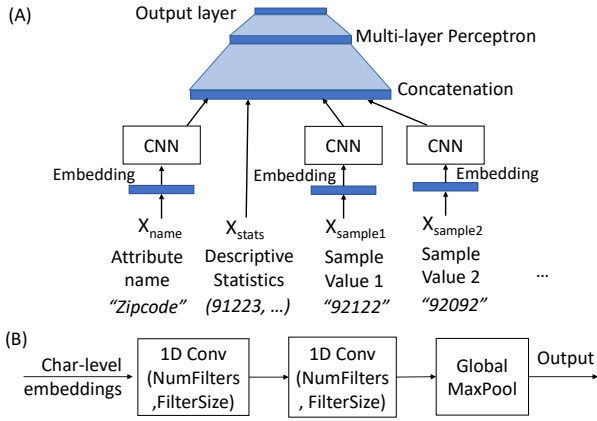 (A)
Output layer
Multi-layer Perceptron
Concatenation
CNN
CNN
CNN
Embedding
Embedding
Embedding
X_name
Attribute
name
"Zipcode"
X_stats
Descriptive
Statistics
(91223, ...)
X_sample1
Sample
Value 1
"92122"
X_sample2
Sample
Value 2
"92092"
...
(B)
Char-level
embeddings
1D Conv
(NumFilters
,FilterSize)
1D Conv
(NumFilters
, FilterSize)
Global
MaxPool
Output